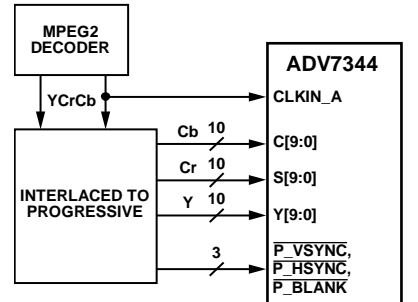 MPEG2
DECODER
YCrCb
INTERLACED TO
PROGRESSIVE
Cb 10
Cr 10
Y 10
3
ADV7344
CLKIN_A
C[9:0]
S[9:0]
Y[9:0]
P_VSYNC,
P_HSYNC,
P_BLANK